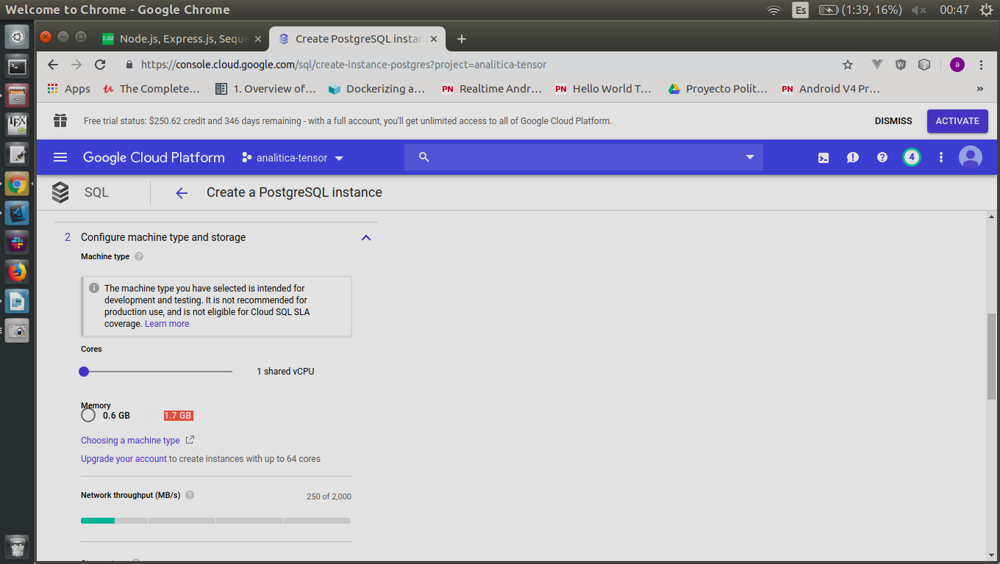 Welcome to Chrome - Google Chrome
Es
(1:39, 16%)
00:47
DJAM
Node.js, Express.js, Seque
Create PostgreSQL instan
https://console.cloud.google.com/sql/create-instance-postgres?project=analitica-tensor
a
Apps
The Complete...
1. Overview of...
Dockerizing a...
PN Realtime Andr...
PN Hello World T...
Proyecto Polit...
PN Android V4 Pr...
»
Free trial status: $250.62 credit and 346 days remaining - with a full account, you'll get unlimited access to all of Google Cloud Platform.
DISMISS
ACTIVATE
Google Cloud Platform
analitica-tensor
4
SQL
Create a PostgreSQL instance
2 Configure machine type and storage
Machine type
The machine type you have selected is intended for
development and testing. It is not recommended for
production use, and is not eligible for Cloud SQL SLA
coverage. Learn more
Cores
1 shared vCPU
Memory
0.6 GB
1.7 GB
Choosing a machine type
Upgrade your account to create instances with up to 64 cores
Network throughput (MB/s)
250 of 2,000